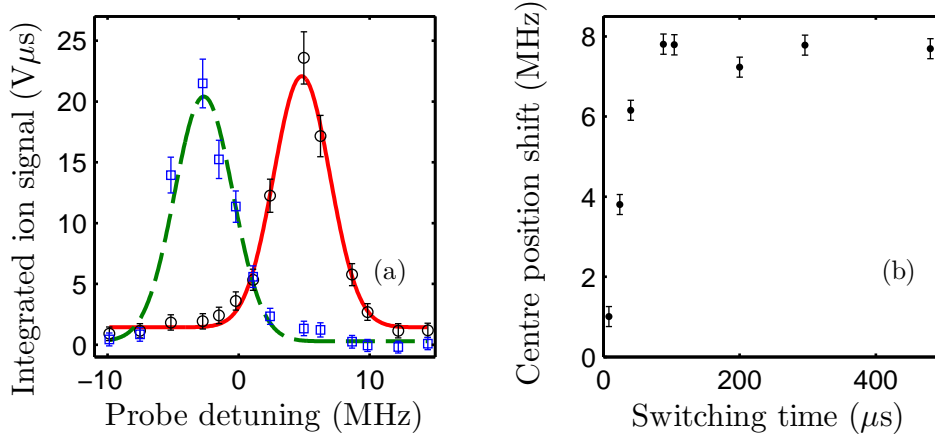 Integrated ion signal (Vμs)
25
20
15
10
5
0
−10 0 10
Probe detuning (MHz)
(a)
Centre position shift (MHz)
8
6
4
2
0
0 200 400
Switching time (μs)
(b)